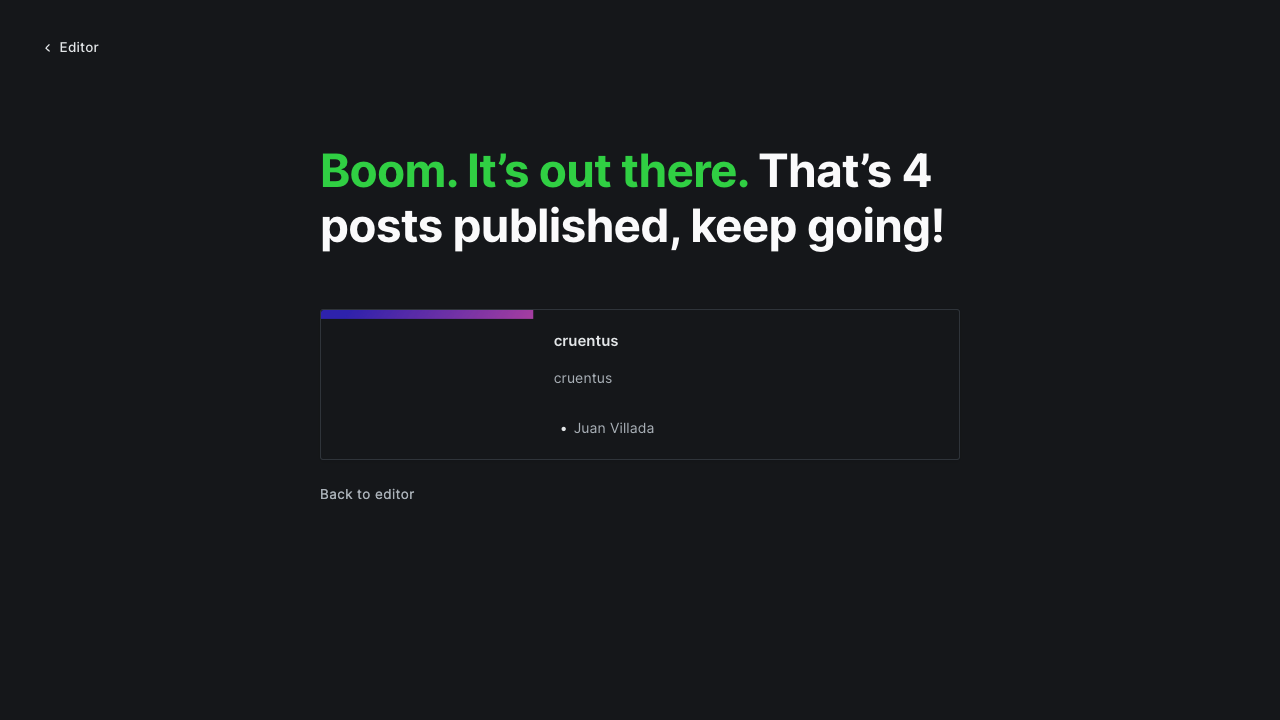 Editor
Boom. It’s out there. That’s 4
posts published, keep going!
cruentus
cruentus
• Juan Villada
Back to editor